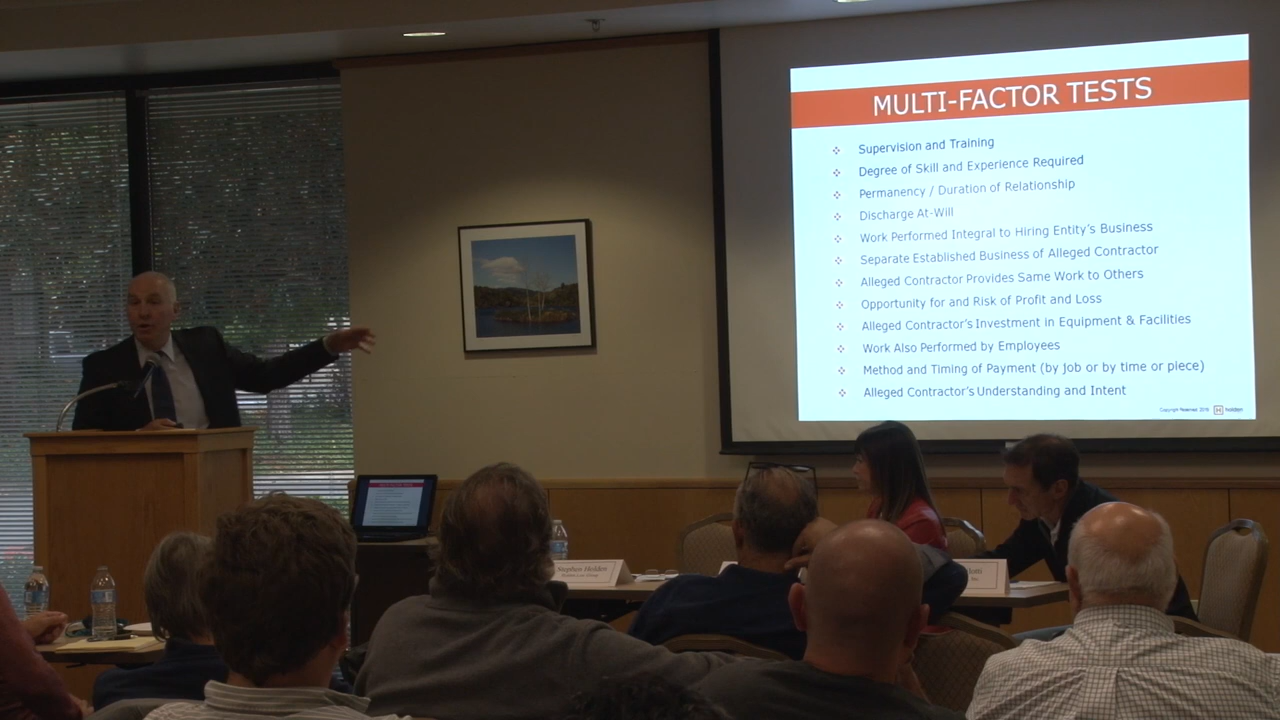 MULTI-FACTOR TESTS
Supervision and Training
Degree of Skill and Experience Required
Permanency / Duration of Relationship
Discharge At-Will
Work Performed Integral to Hiring Entity's Business
Separate Established Business of Alleged Contractor
Alleged Contractor Provides Same Work to Others
Opportunity for and Risk of Profit and Loss
Alleged Contractor's Investment in Equipment & Facilities
Work Also Performed by Employees
Method and Timing of Payment (by job or by time or piece)
Alleged Contractor's Understanding and Intent
holden
MULTI-FACTOR TESTS
Stephen Holden